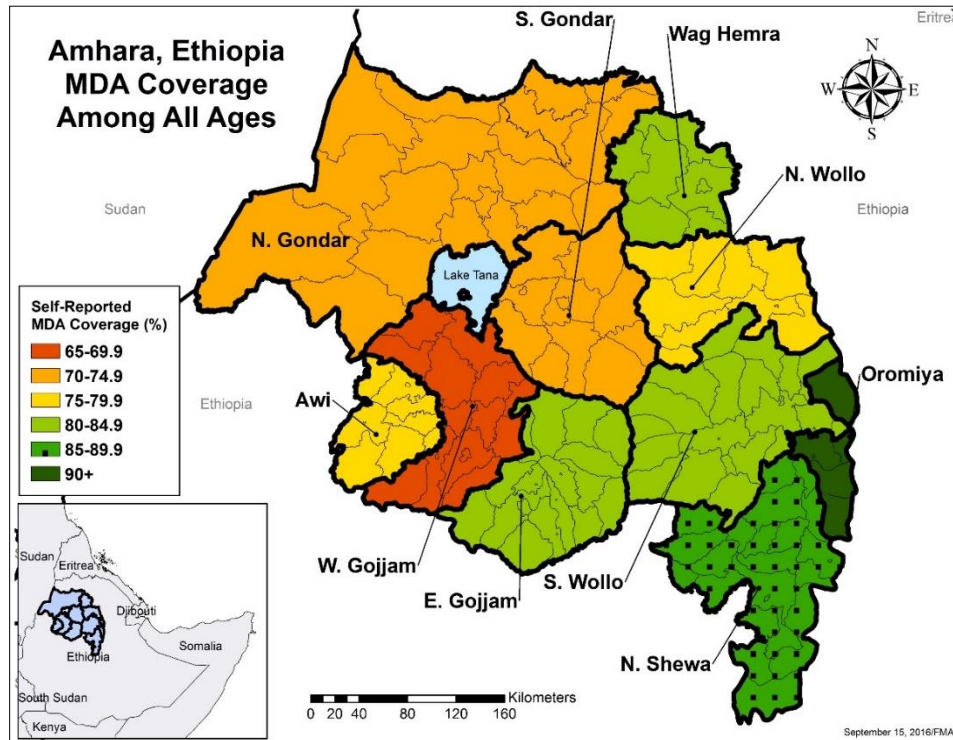 Amhara, Ethiopia
MDA Coverage
Among All Ages
S. Gondar
Wag Hemra
Eritrea
N
W
E
S
N. Wollo
Sudan
Ethiopia
N. Gondar
Lake Tana
Self-Reported
MDA Coverage (%)
65-69.9
70-74.9
75-79.9
80-84.9
85-89.9
90+
Ethiopia
Awi
Oromiya
W. Gojjam
E. Gojjam
S. Wollo
N. Shewa
Sudan
Eritrea
Djibouti
Somalia
Ethiopia
South Sudan
Kenya
Kilometers
0 20 40 80 120 160
September 15, 2016/FMA